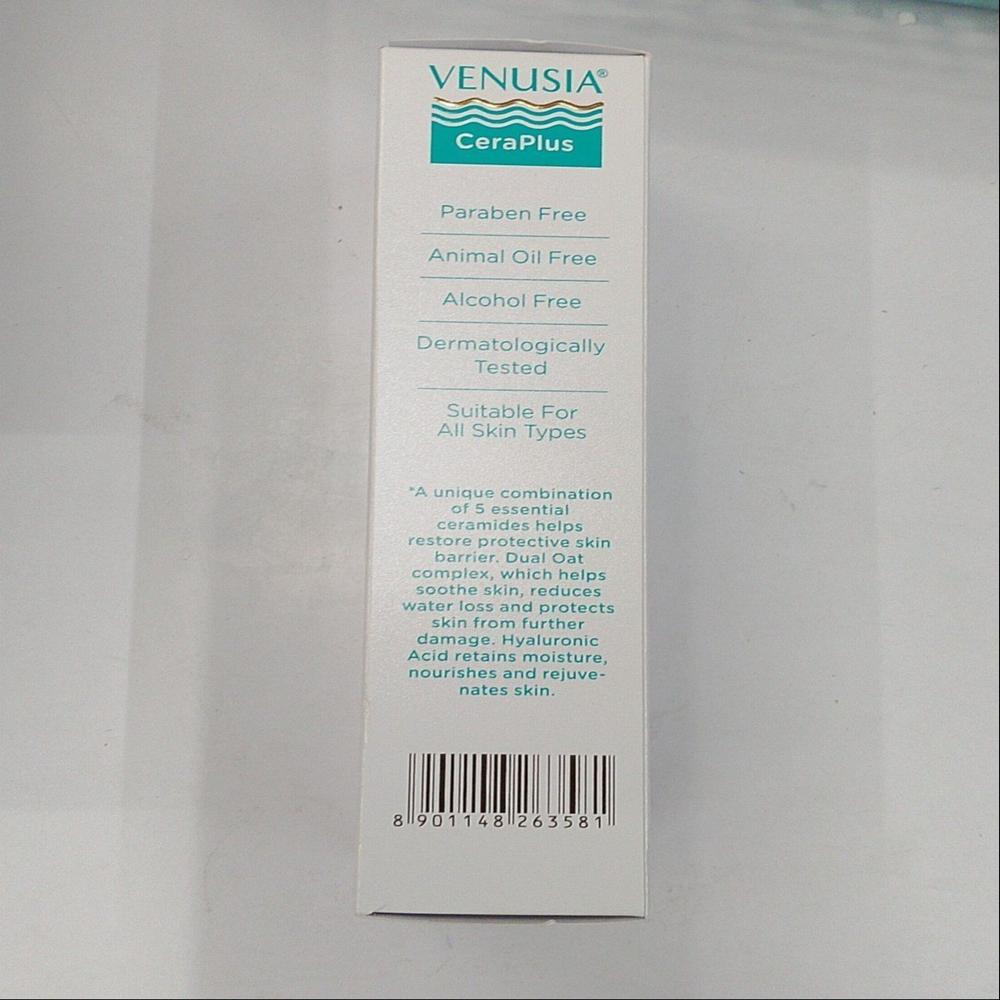 VENUSIA®
CeraPlus
Paraben Free
Animal Oil Free
Alcohol Free
Dermatologically
Tested
Suitable For
All Skin Types
*A unique combination
of 5 essential
ceramides helps
restore protective skin
barrier. Dual Oat
complex, which helps
soothe skin, reduces
water loss and protects
skin from further
damage. Hyaluronic
Acid retains moisture,
nourishes and rejuve-
nates skin.
8 901148 263581